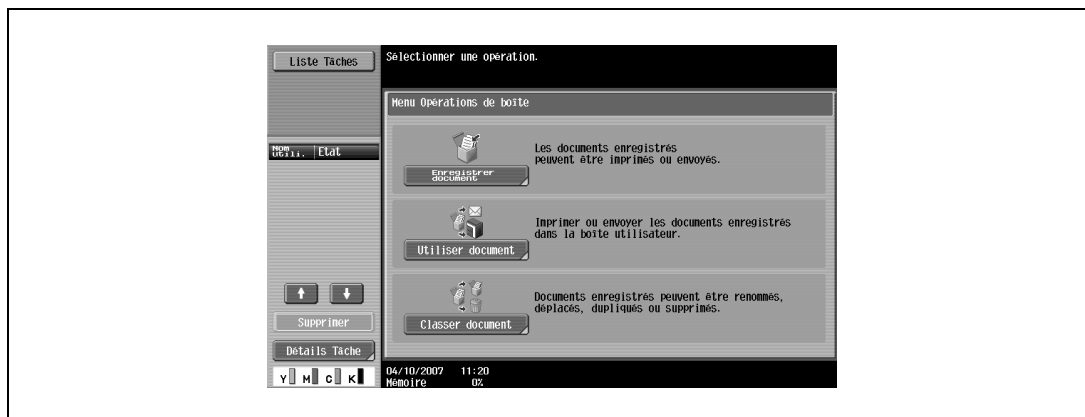 Liste Tâches
Sélectionner une opération.
Menu Opérations de boîte
Nom utili. Etat
Enregistrer document
Les documents enregistrés
peuvent être imprimés ou envoyés.
Utiliser document
Imprimer ou envoyer les documents enregistrés
dans la boîte utilisateur.
Classer document
Documents enregistrés peuvent être renommés,
déplacés, dupliqués ou supprimés.
Supprimer
Détails Tâche
Y M C K
04/10/2007 11:20
Mémoire 0%